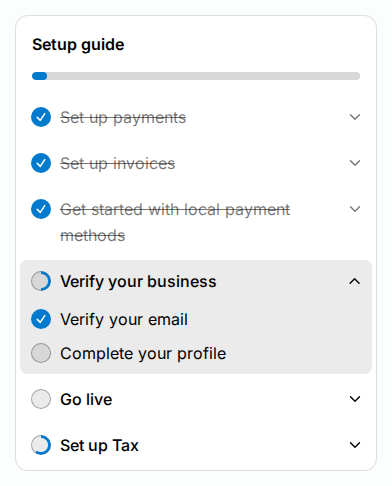 Setup guide
Set up payments
Set up invoices
Get started with local payment
methods
Verify your business
Verify your email
Complete your profile
Go live
Set up Tax